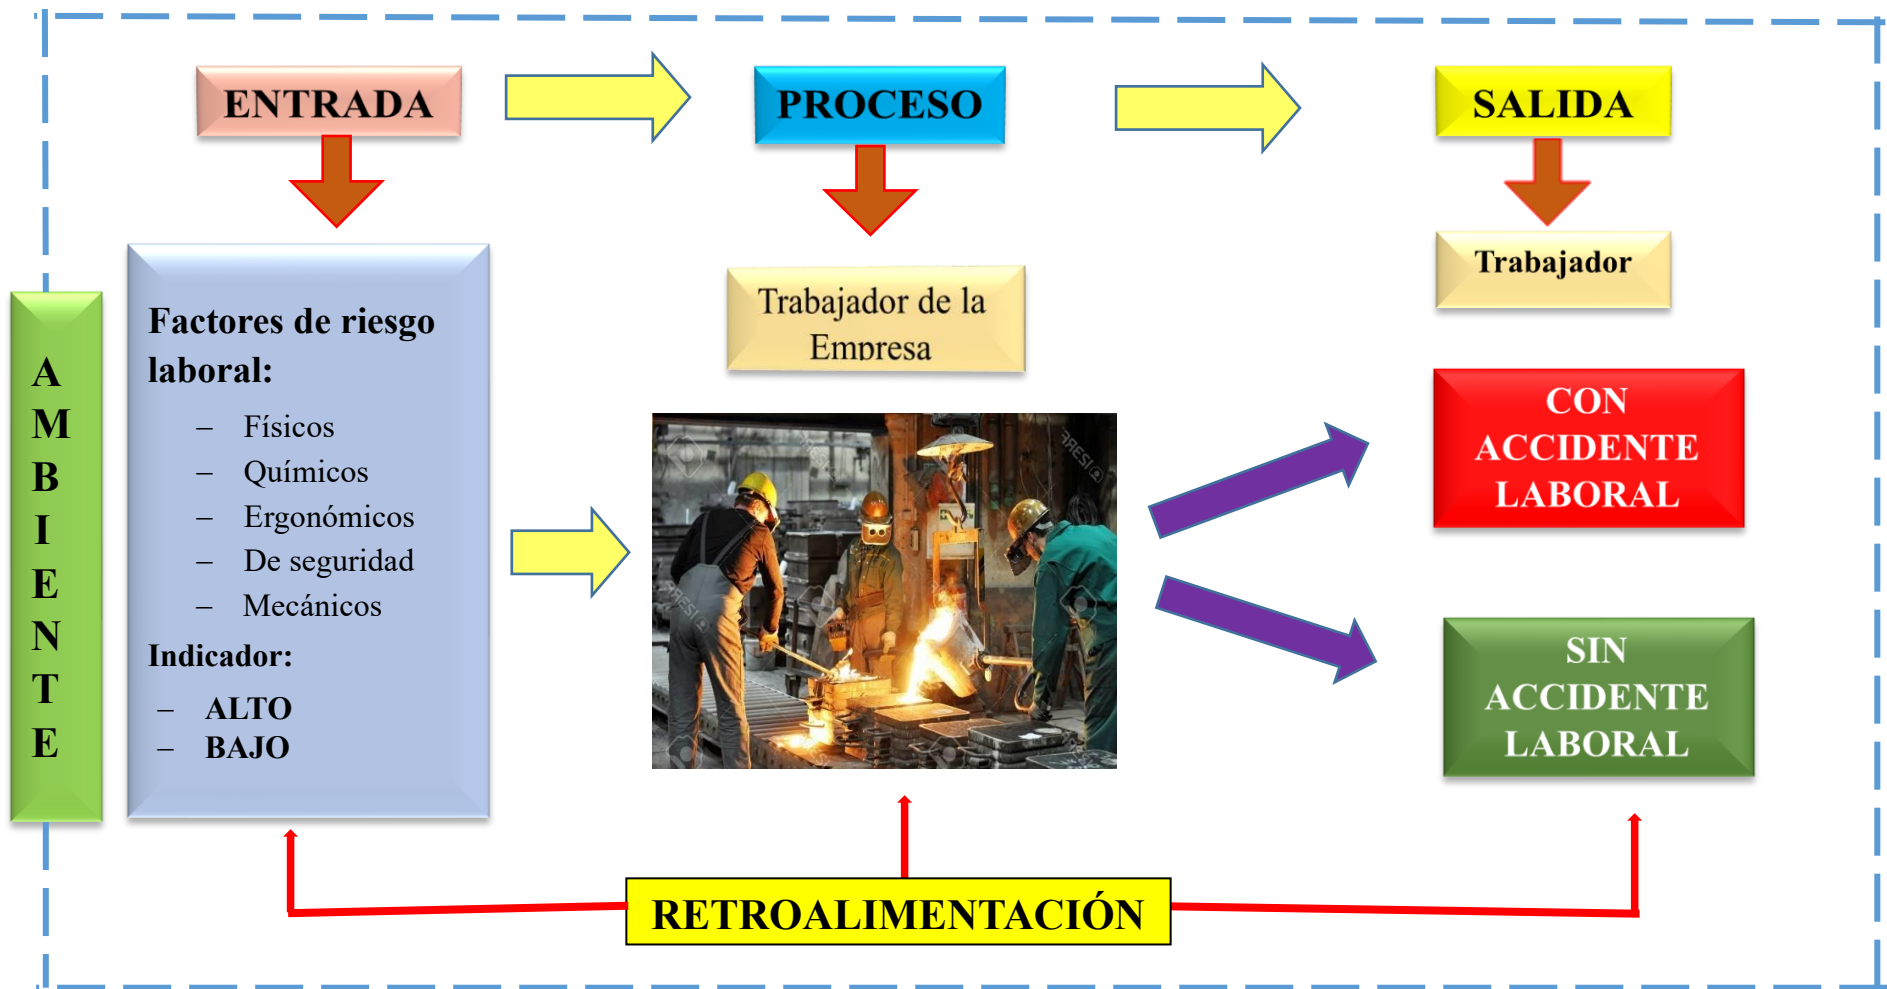 ENTRADA
PROCESO
SALIDA
Trabajador
Trabajador de la
Empresa
AMBIENTE
Factores de riesgo
laboral:
– Físicos
– Químicos
– Ergonómicos
– De seguridad
– Mecánicos
Indicador:
– ALTO
– BAJO
CON
ACCIDENTE
LABORAL
SIN
ACCIDENTE
LABORAL
RETROALIMENTACIÓN